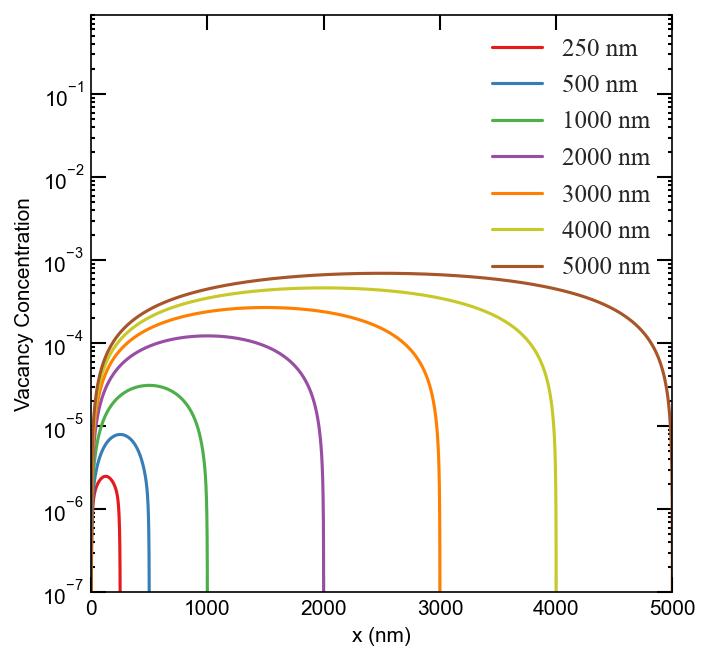 250 nm
500 nm
1000 nm
2000 nm
3000 nm
4000 nm
5000 nm
Vacancy Concentration
10⁻¹
10⁻²
10⁻³
10⁻⁴
10⁻⁵
10⁻⁶
10⁻⁷
0 1000 2000 3000 4000 5000
x (nm)